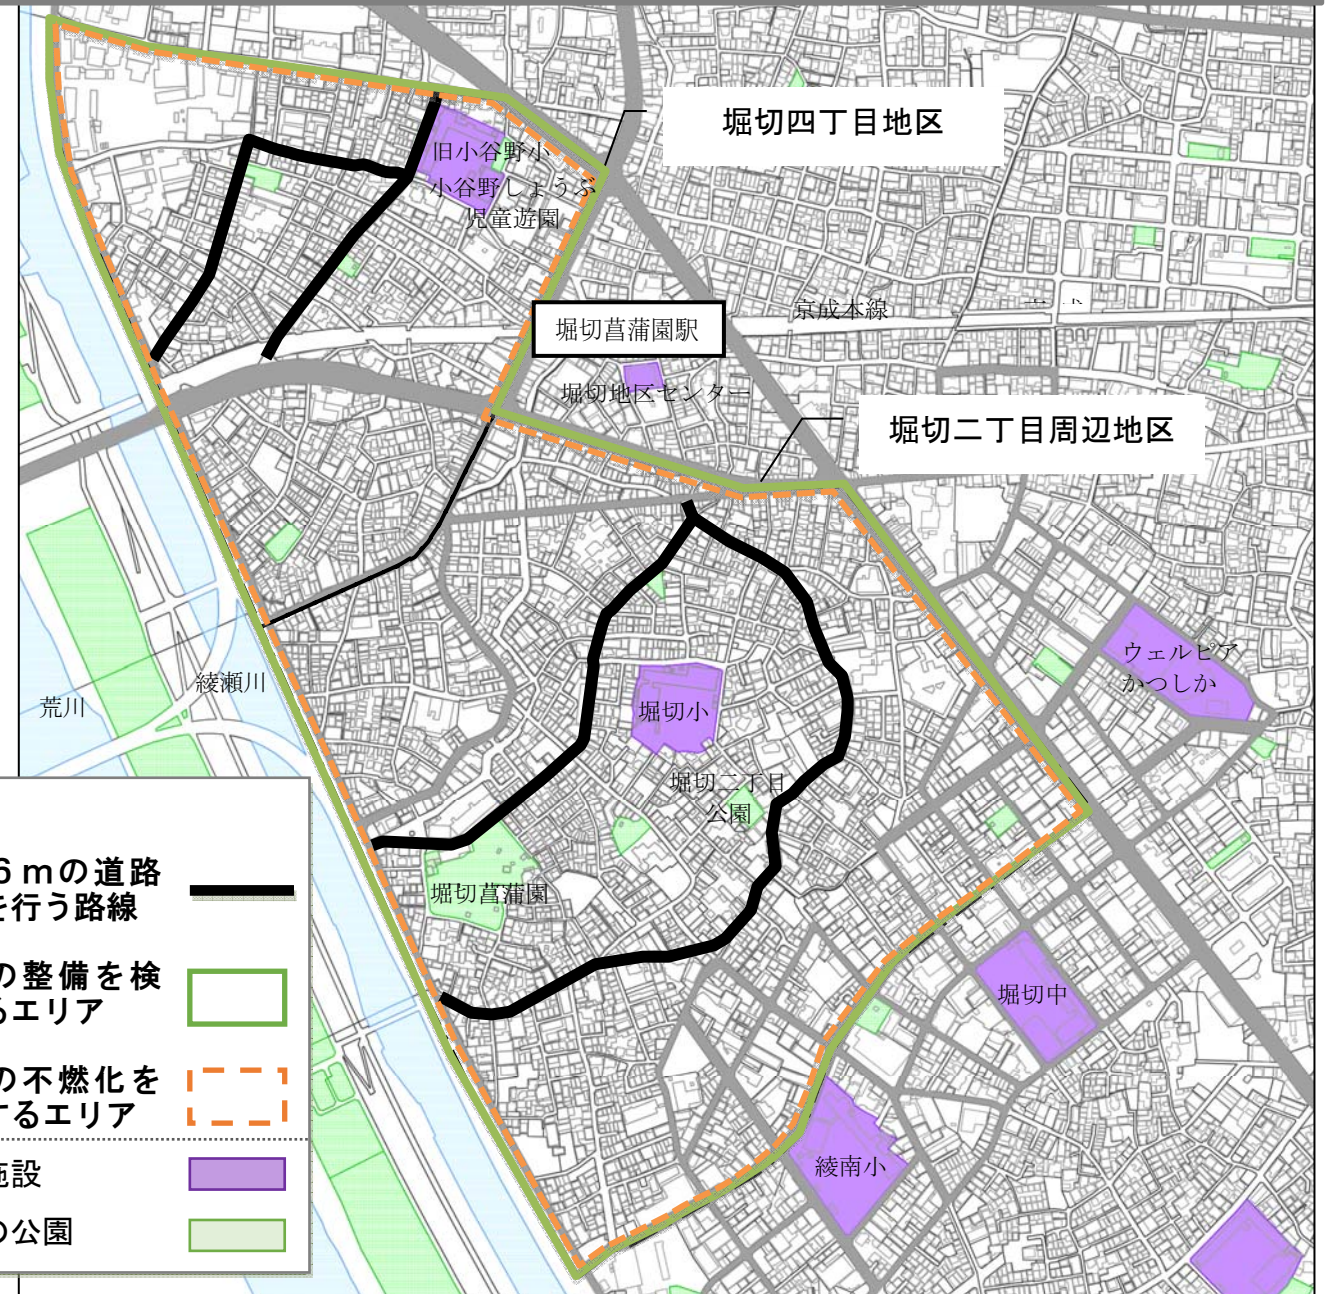 堀切四丁目地区
旧小谷野小
小谷野しょうぶ
児童遊園
京成本線
堀切菖蒲園駅
堀切地区センター
堀切二丁目周辺地区
ウェルピア
かつしか
綾瀬川
荒川
堀切小
堀切二丁目
公園
堀切菖蒲園
堀切中
綾南小
６ｍの道路
を行う路線
の整備を検
るエリア
の不燃化を
するエリア
施設
の公園